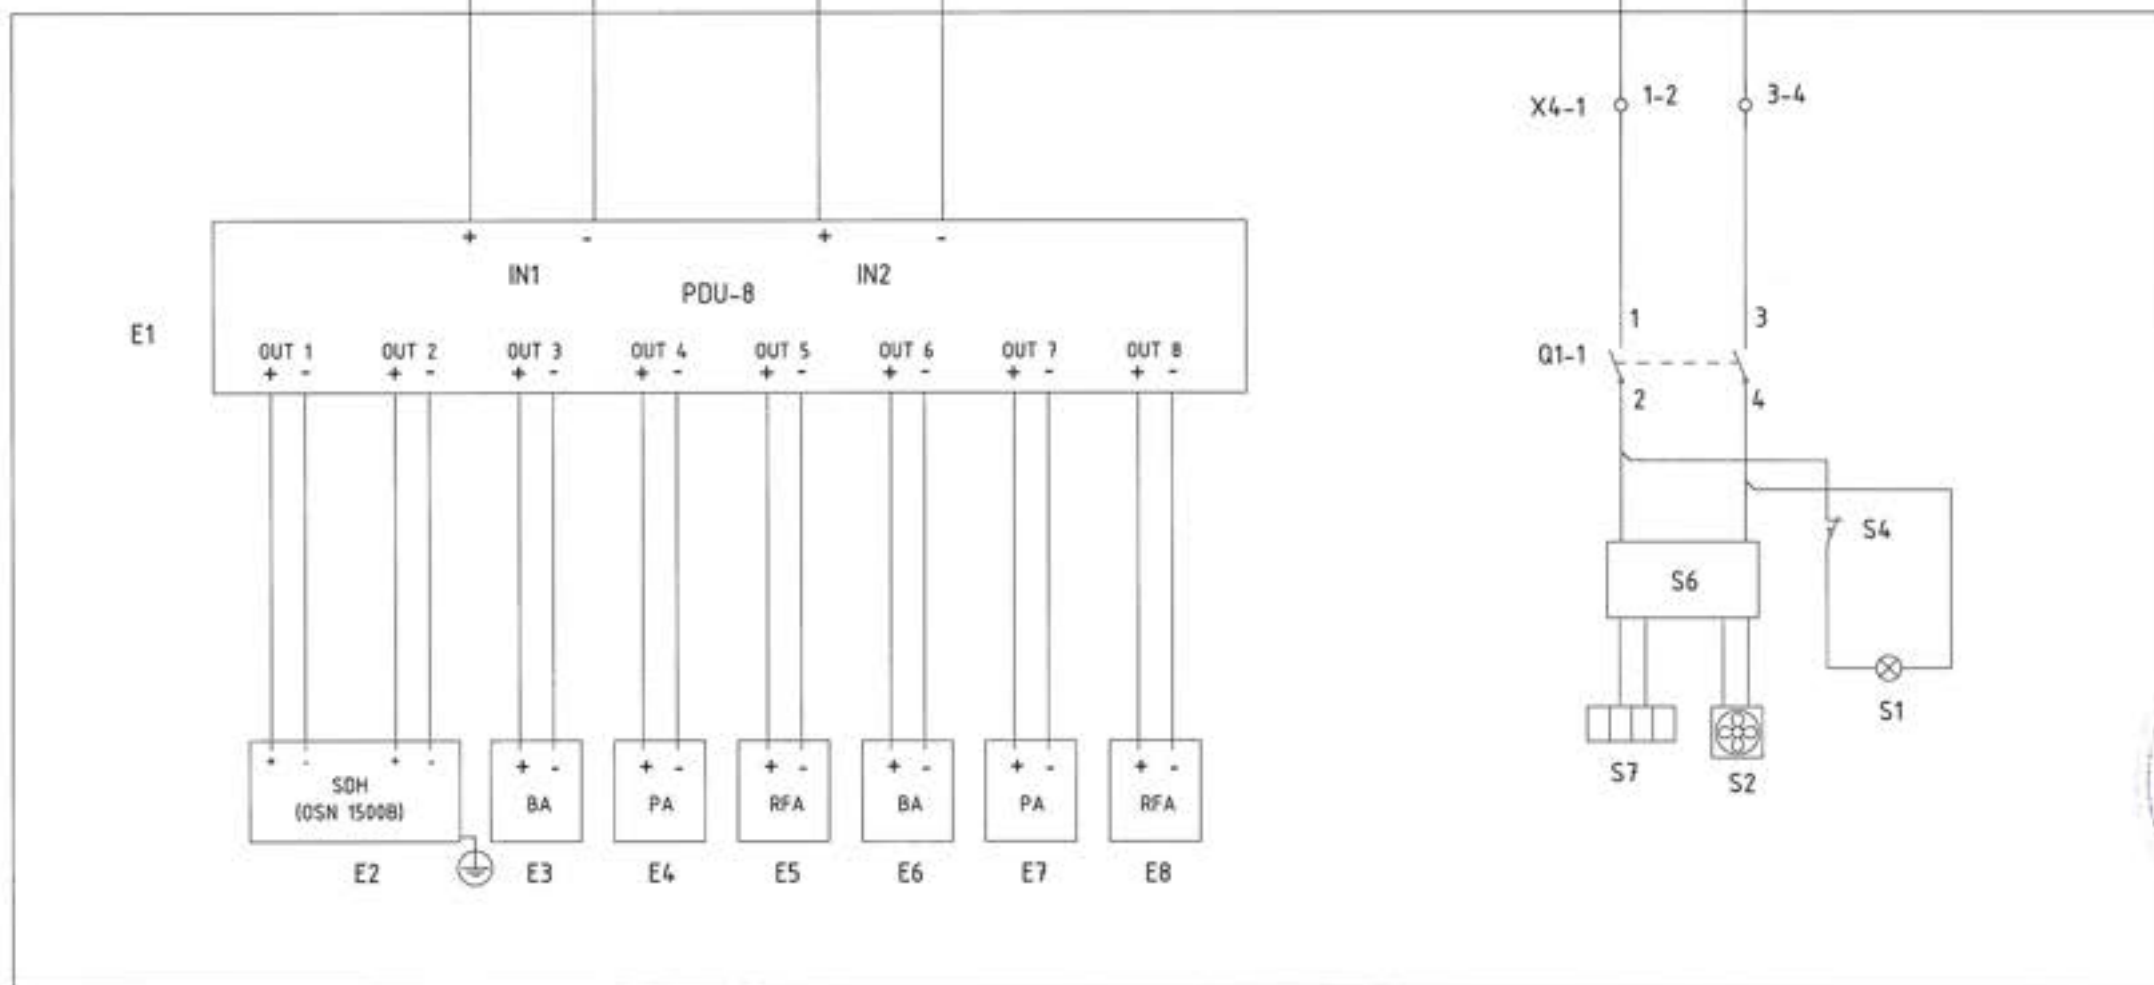 X4-1 1-2 3-4
+ - + -
IN1 IN2
PDU-8
E1
1 3
OUT 1 OUT 2 OUT 3 OUT 4 OUT 5 OUT 6 OUT 7 OUT 8
+ - + - + - + - + - + - + - + -
Q1-1
2 4
S4
S6
S1
+ - + - + - + - + - + - + - + -
SDH
(OSN 1500B)
BA PA RFA BA PA RFA
S7 S2
E2 E3 E4 E5 E6 E7 E8